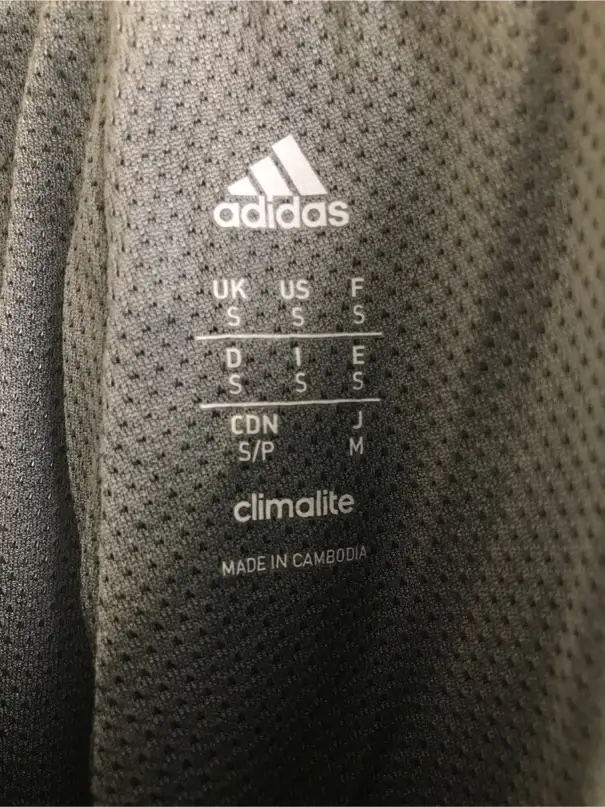 adidas
UK US F
S S S
D I E
S S S
CDN J
S/P M
climalite
MADE IN CAMBODIA